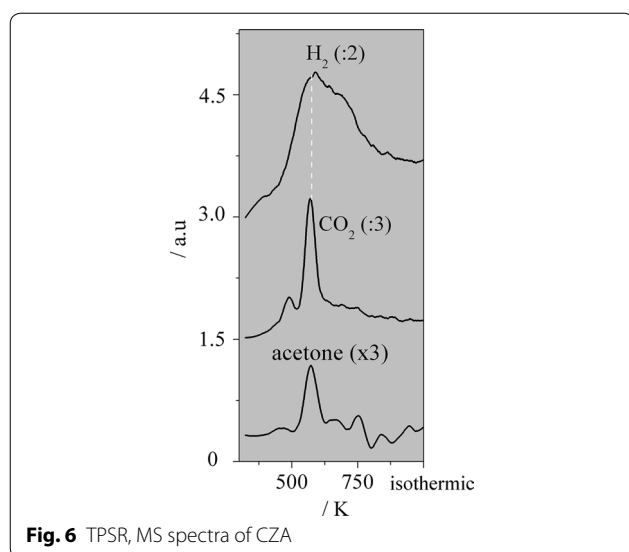 H₂ (:2)
4.5
3.0
CO₂ (:3)
/ a.u
1.5
acetone (x3)
0
500 750 isothermic
/ K
Fig. 6 TPSR, MS spectra of CZA